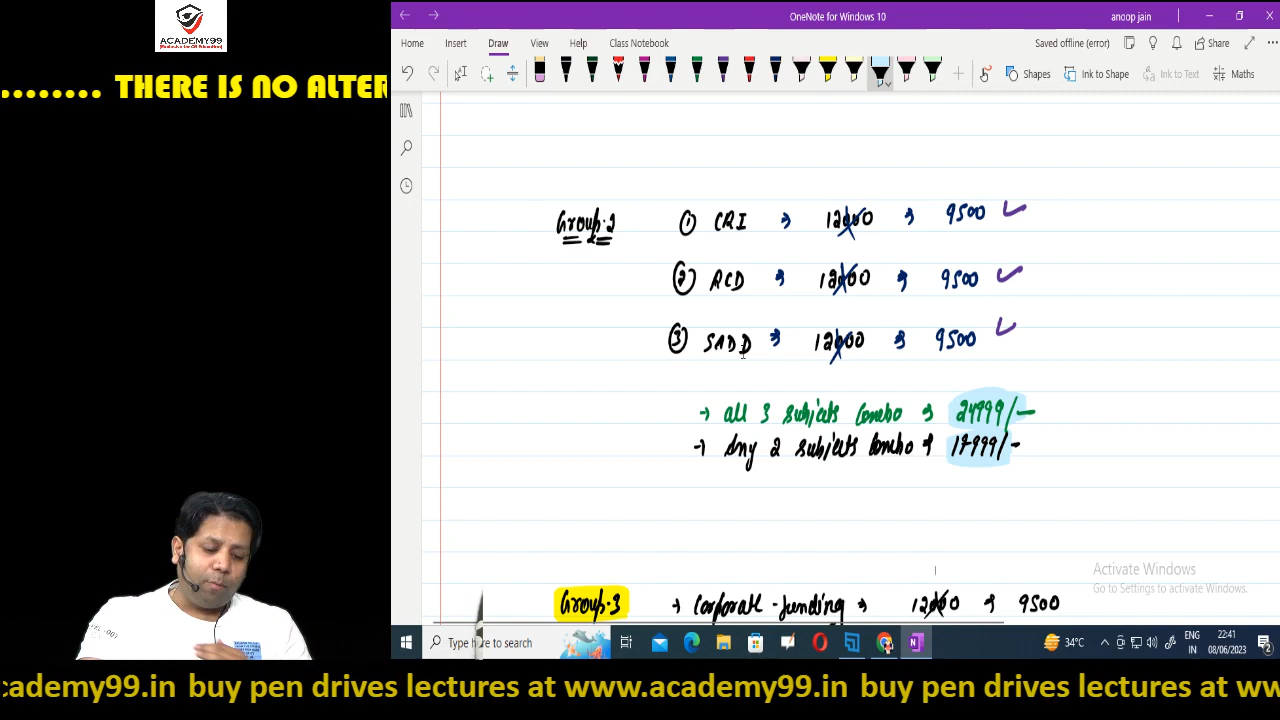 ACADEMY99
........ THERE IS NO ALTER
OneNote for Windows 10
anoop jain
Home Insert Draw View Help Class Notebook
Saved offline (error)
Share
Shapes Ink to Shape Ink to Text Maths
Group-2 ① CRI → 12000 → 9500 ✓
② RCD → 12000 → 9500 ✓
③ SADD → 12000 → 9500 ✓
→ all 3 subjects Combo → 24999/-
→ Any 2 subjects Combo → 17999/-
Activate Windows
Go to Settings to activate Windows.
Group-3 → Corporate-funding → 12000 → 9500
Type here to search
34°C
ENG
IN
22:41
08/06/2023
2
cademy99.in buy pen drives lectures at www.academy99.in buy pen drives lectures at ww